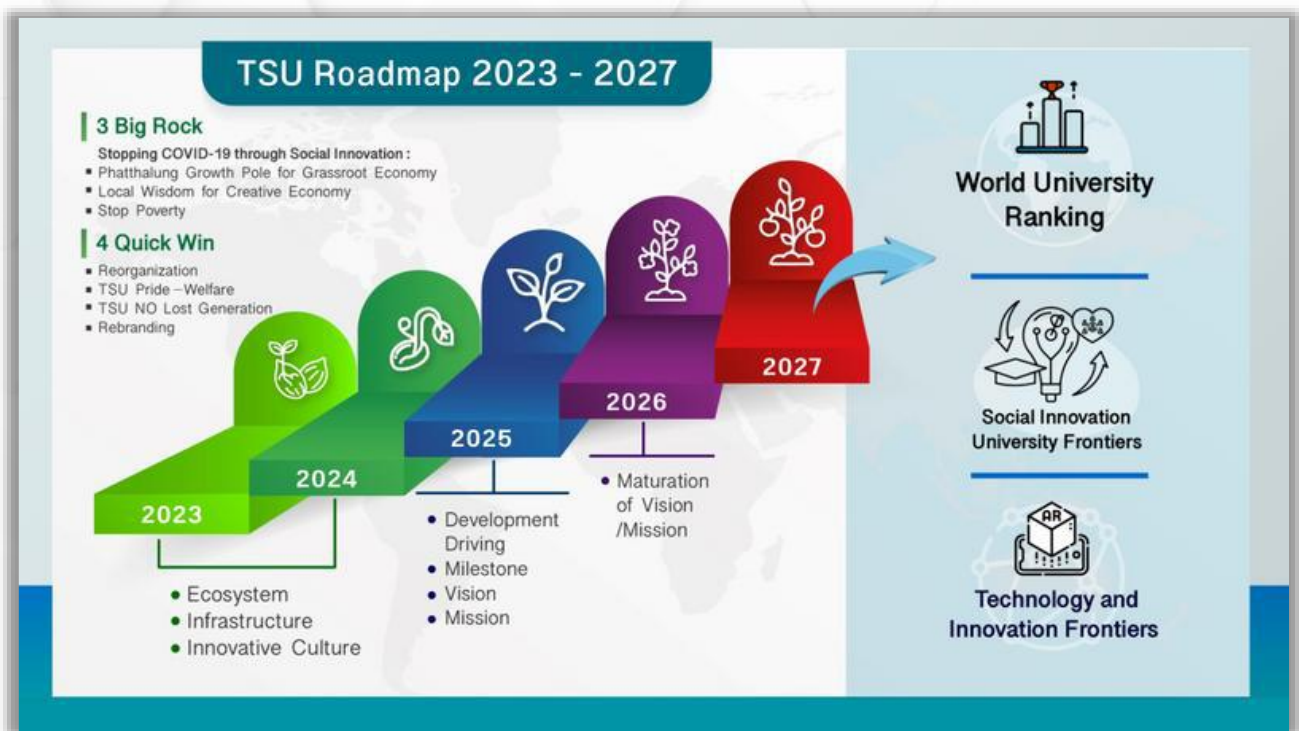 TSU Roadmap 2023 - 2027
3 Big Rock
Stopping COVID-19 through Social Innovation :
▪ Phatthalung Growth Pole for Grassroot Economy
▪ Local Wisdom for Creative Economy
▪ Stop Poverty
4 Quick Win
▪ Reorganization
▪ TSU Pride – Welfare
▪ TSU NO Lost Generation
▪ Rebranding
2023
2024
2025
2026
2027
• Ecosystem
• Infrastructure
• Innovative Culture
• Development
Driving
• Milestone
• Vision
• Mission
• Maturation
of Vision
/Mission
World University
Ranking
Social Innovation
University Frontiers
AR
Technology and
Innovation Frontiers